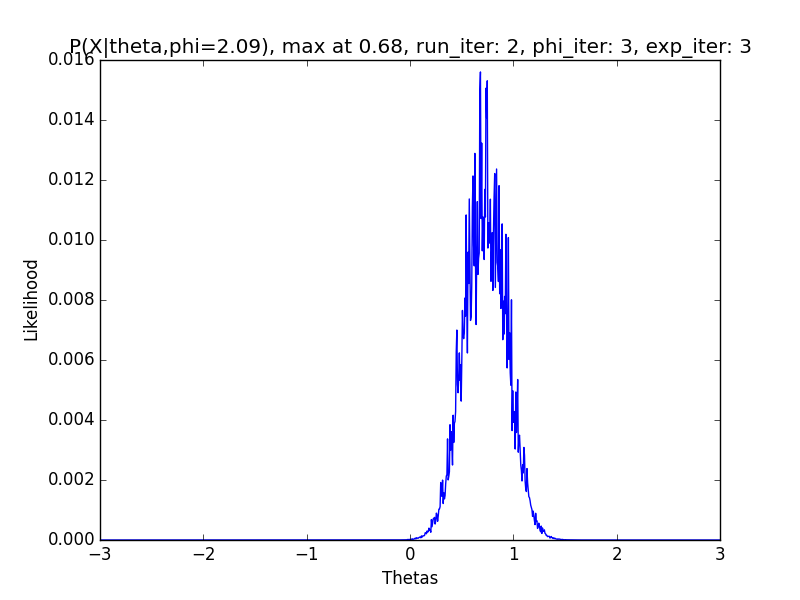 P(X|theta,phi=2.09), max at 0.68, run_iter: 2, phi_iter: 3, exp_iter: 3
0.016
0.014
0.012
0.010
0.008
0.006
0.004
0.002
0.000
Likelihood
−3 −2 −1 0 1 2 3
Thetas